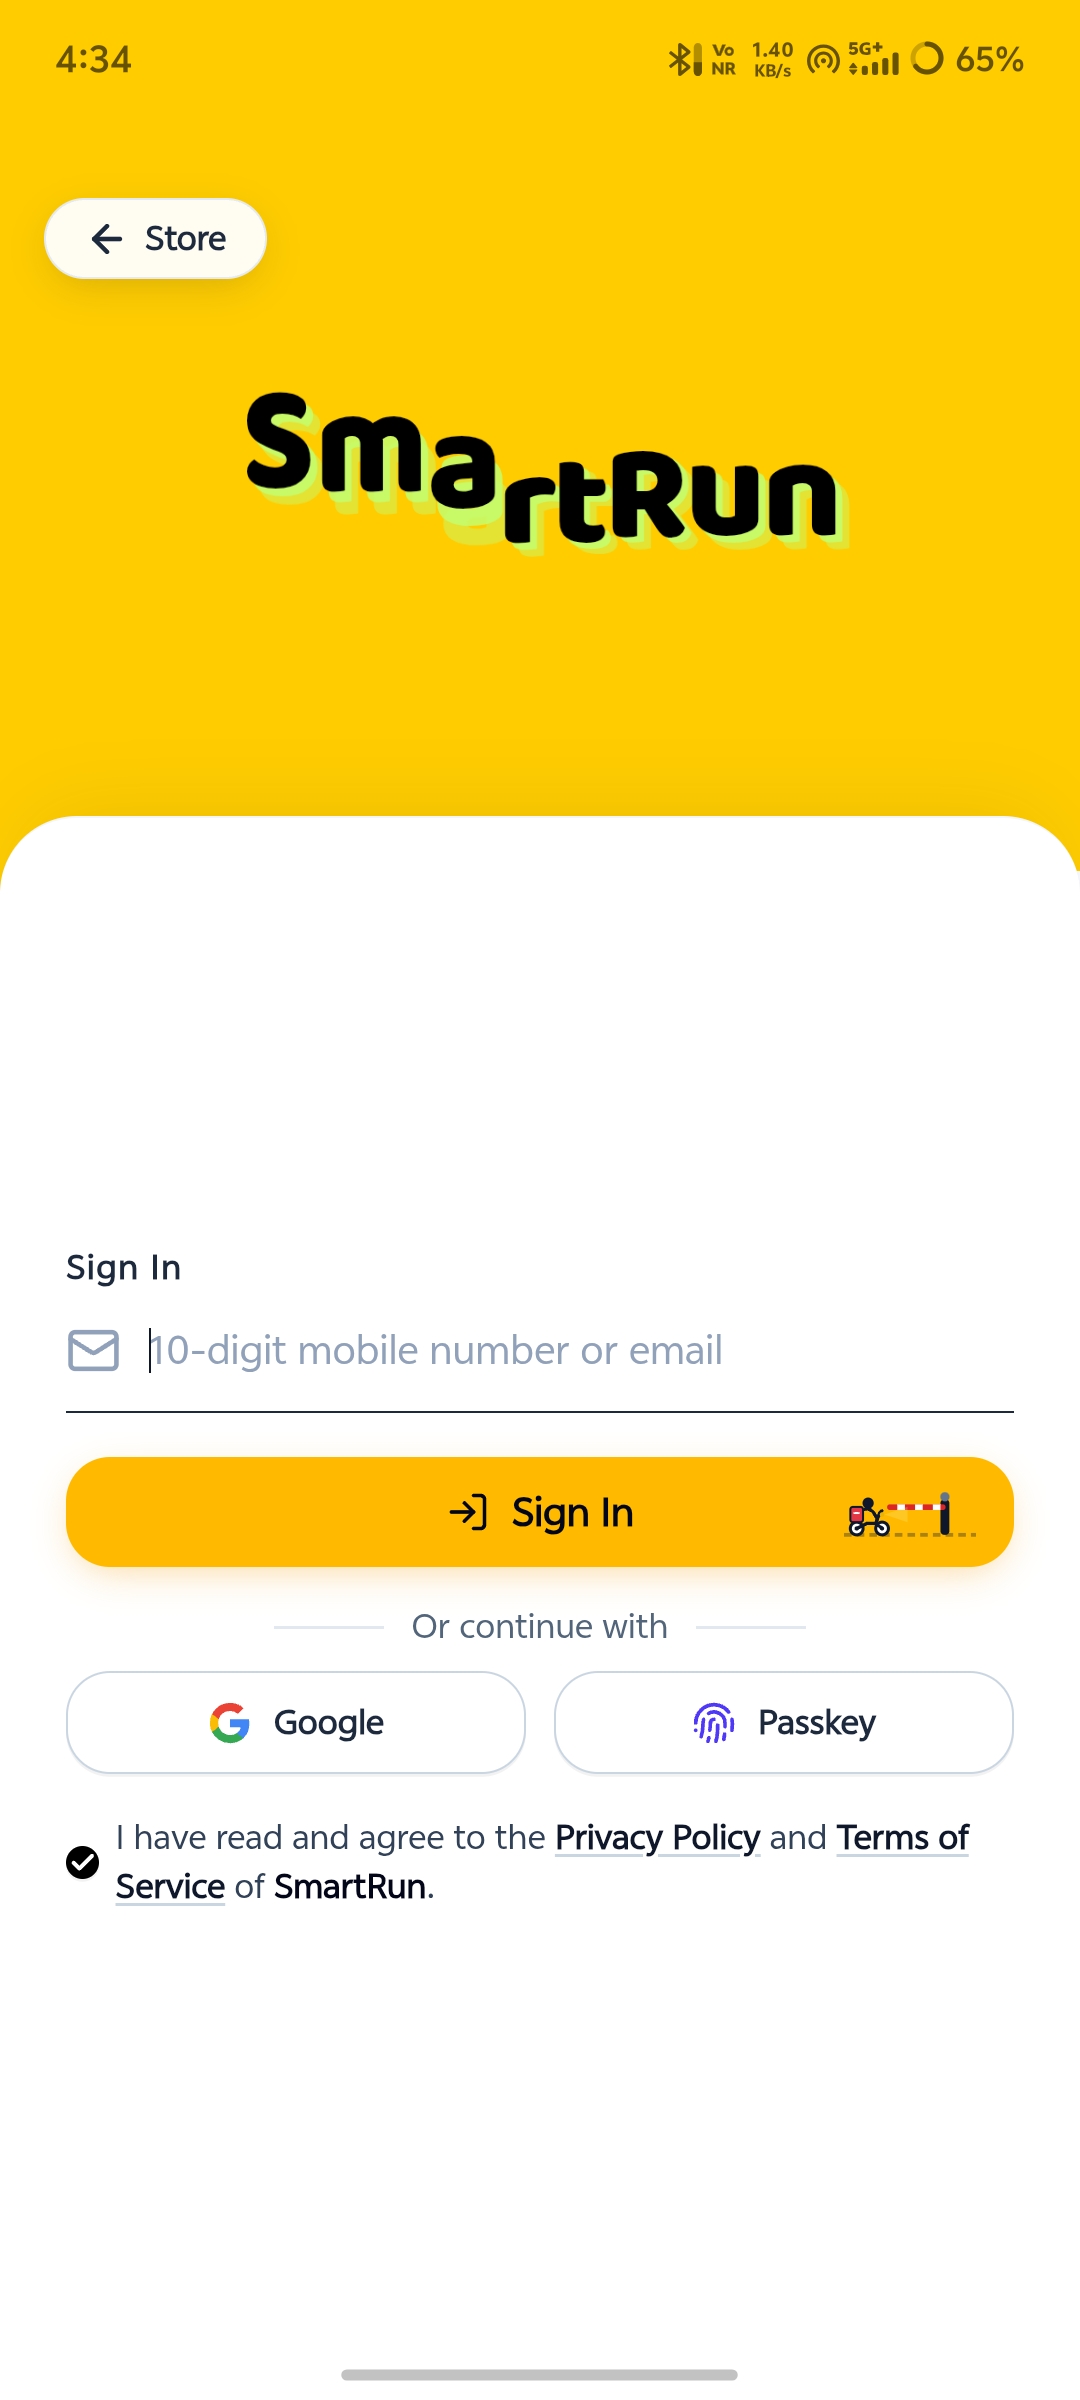 4:34
Vo
NR
1.40
KB/s
5G+
65%
Store
SmartRun
Sign In
10-digit mobile number or email
Sign In
Or continue with
Google
Passkey
I have read and agree to the Privacy Policy and Terms of
Service of SmartRun.